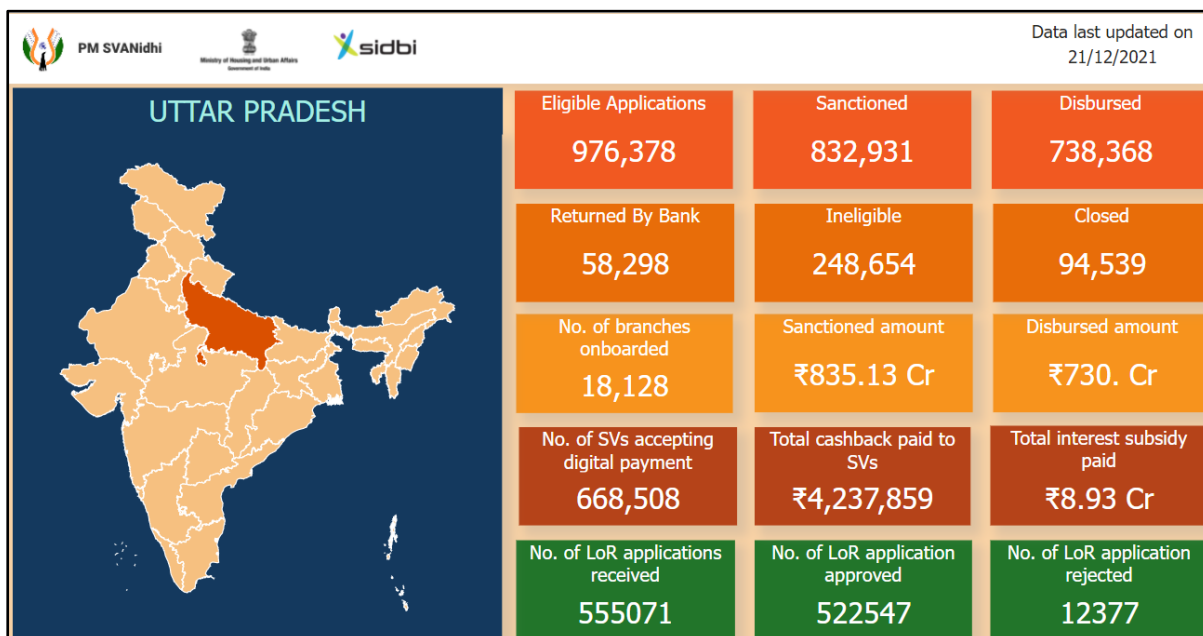 PM SVANidhi
Ministry of Housing and Urban Affairs
Government of India
sidbi
Data last updated on
21/12/2021
UTTAR PRADESH
Eligible Applications
976,378
Sanctioned
832,931
Disbursed
738,368
Returned By Bank
58,298
Ineligible
248,654
Closed
94,539
No. of branches
onboarded
18,128
Sanctioned amount
₹835.13 Cr
Disbursed amount
₹730. Cr
No. of SVs accepting
digital payment
668,508
Total cashback paid to
SVs
₹4,237,859
Total interest subsidy
paid
₹8.93 Cr
No. of LoR applications
received
555071
No. of LoR application
approved
522547
No. of LoR application
rejected
12377